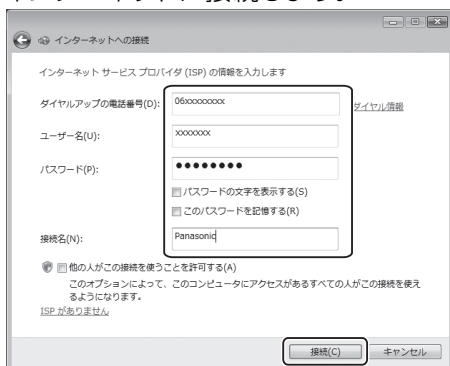 インターネットへの接続
インターネット サービス プロバイダ (ISP) の情報を入力します
ダイヤルアップの電話番号(D):
06xxxxxxxx
ダイヤル情報
ユーザー名(U):
xxxxxxx
パスワード(P):
●●●●●●●●
パスワードの文字を表示する(S)
このパスワードを記憶する(R)
接続名(N):
Panasonic
他の人がこの接続を使うことを許可する(A)
このオプションによって、このコンピュータにアクセスがあるすべての人がこの接続を使え
るようになります。
ISP がありません
接続(C)
キャンセル